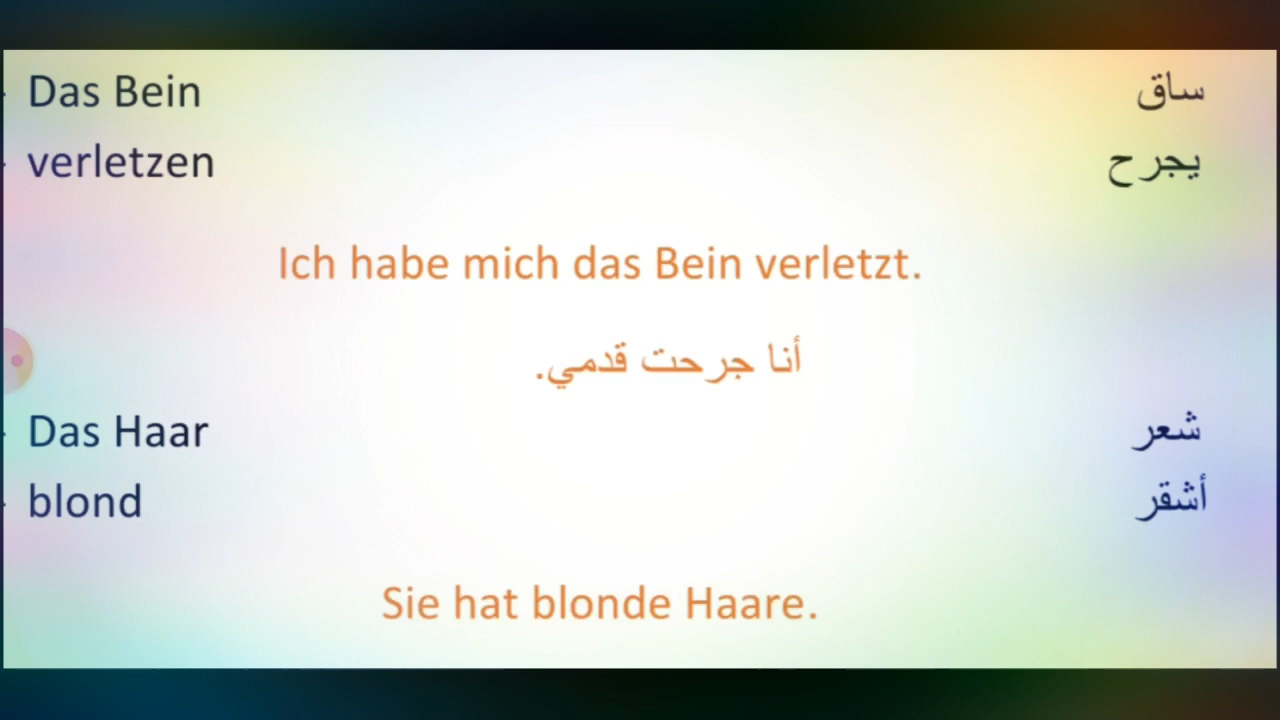 Das Bein ساق
verletzen يجرح
Ich habe mich das Bein verletzt.
أنا جرحت قدمي.
Das Haar شعر
blond أشقر
Sie hat blonde Haare.